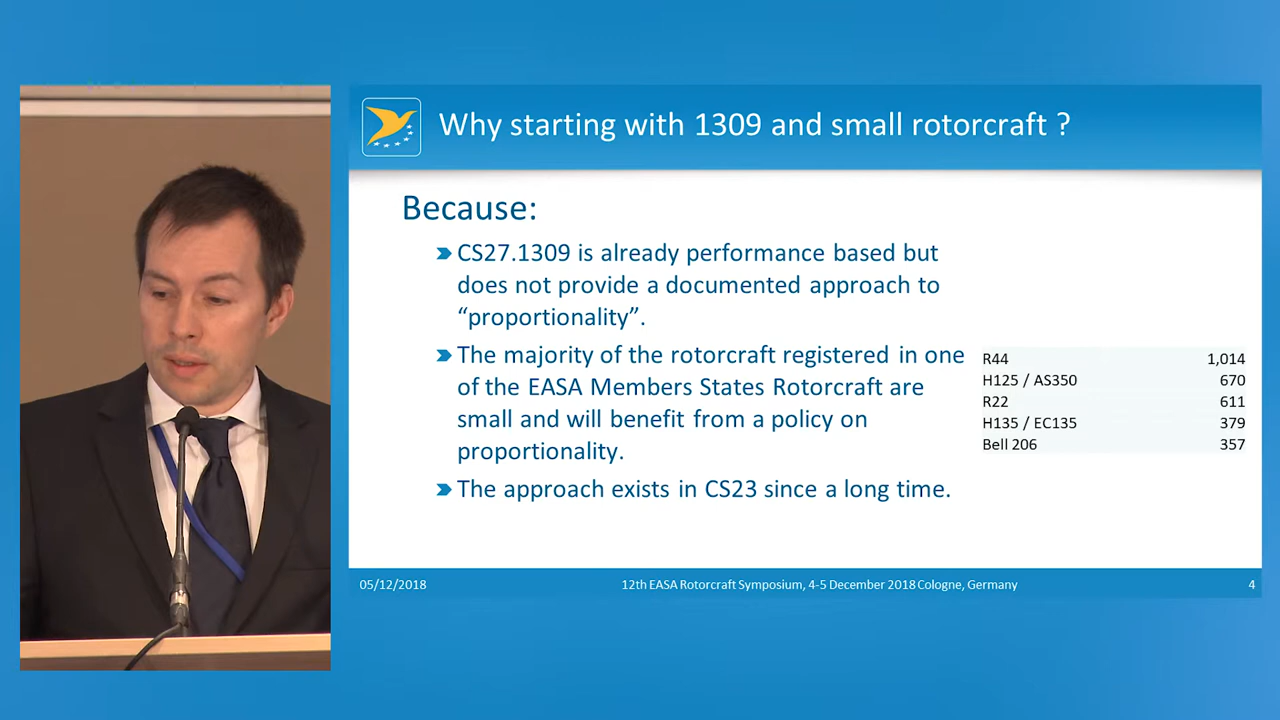 Why starting with 1309 and small rotorcraft ?
Because:
CS27.1309 is already performance based but
does not provide a documented approach to
“proportionality”.
The majority of the rotorcraft registered in one
of the EASA Members States Rotorcraft are
small and will benefit from a policy on
proportionality.
The approach exists in CS23 since a long time.
R44 1,014
H125 / AS350 670
R22 611
H135 / EC135 379
Bell 206 357
05/12/2018 12th EASA Rotorcraft Symposium, 4-5 December 2018 Cologne, Germany 4